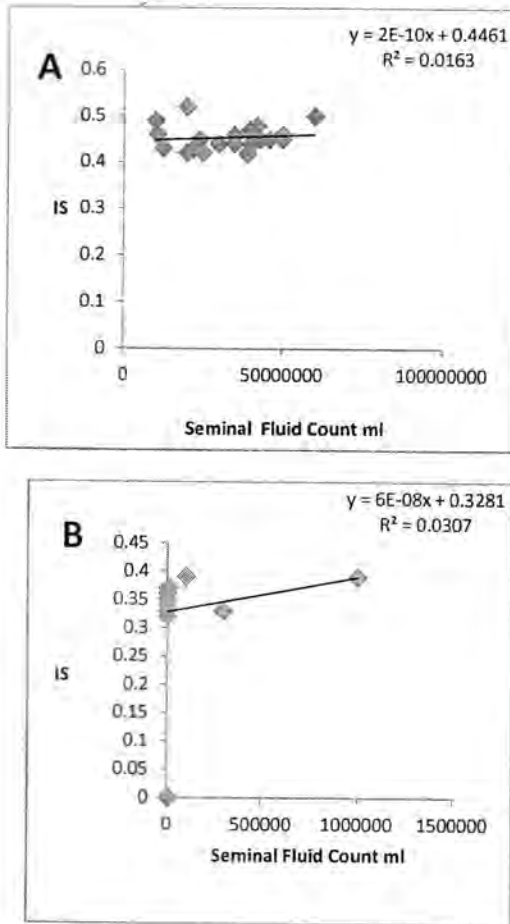 y = 2E-10x + 0.4461
R² = 0.0163
A
0.6
0.5
0.4
0.3
0.2
0.1
0
IS
0 50000000 100000000
Seminal Fluid Count ml
y = 6E-08x + 0.3281
R² = 0.0307
B
0.45
0.4
0.35
0.3
0.25
0.2
0.15
0.1
0.05
0
IS
0 500000 1000000 1500000
Seminal Fluid Count ml